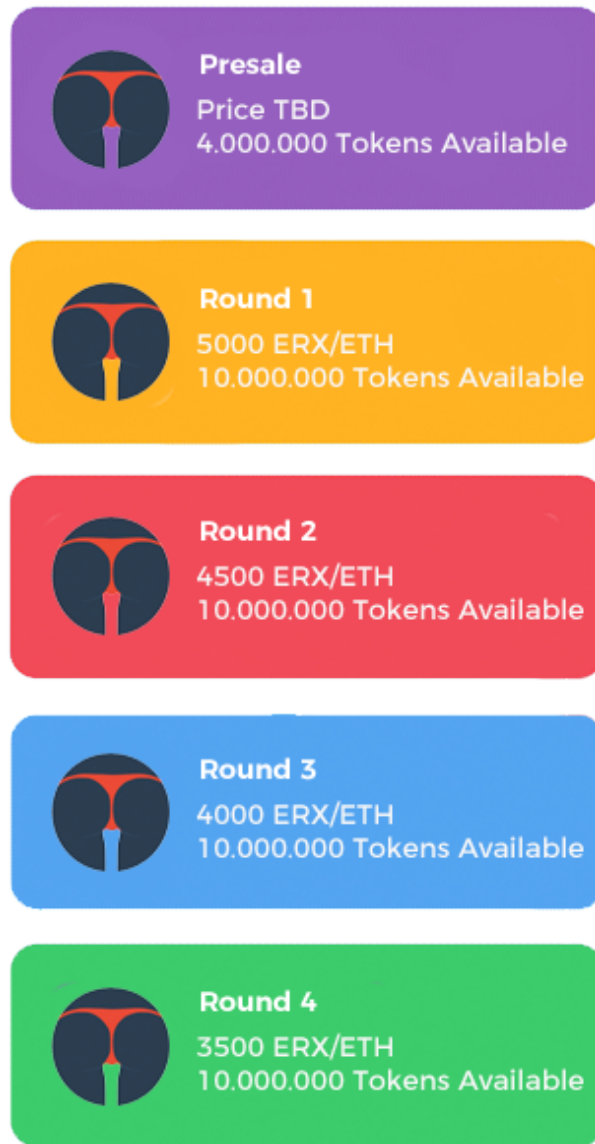 Presale
Price TBD
4.000.000 Tokens Available
Round 1
5000 ERX/ETH
10.000.000 Tokens Available
Round 2
4500 ERX/ETH
10.000.000 Tokens Available
Round 3
4000 ERX/ETH
10.000.000 Tokens Available
Round 4
3500 ERX/ETH
10.000.000 Tokens Available